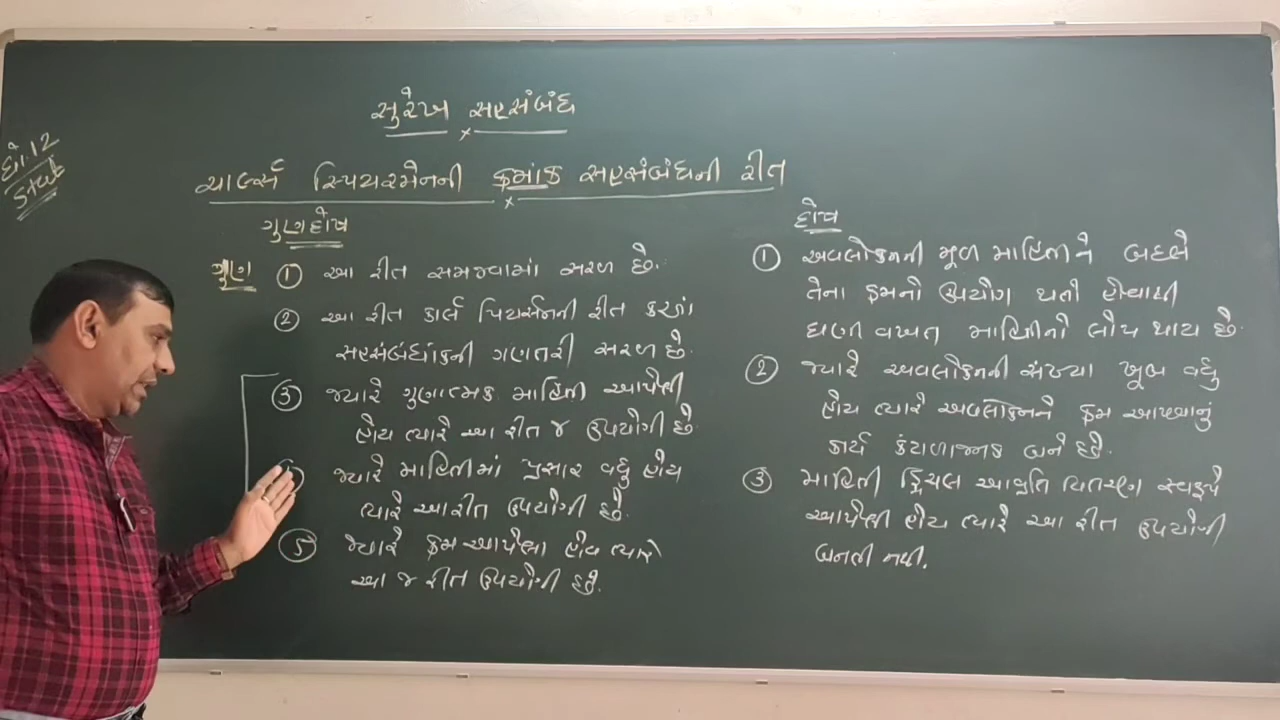 ધો.12
સ્ટેટ
સુરેખ સહસંબંધ
ચાર્લ્સ સ્પિયરમેનની ક્રમાંક સહસંબંધની રીત
ગુણદોષ
ગુણ ① આ રીત સમજવામાં સરળ છે.
② આ રીત કાર્લ પિયર્સનની રીત કરતાં
સહસંબંધાંકની ગણતરી સરળ છે.
③ જ્યારે ગુણાત્મક માહિતી આપેલી
હોય ત્યારે આ રીત જ ઉપયોગી છે
જ્યારે માહિતીમાં પ્રસાર વધુ હોય
ત્યારે આ રીત ઉપયોગી છે.
⑤ જ્યારે ક્રમ આપેલા હોય ત્યારે
આ જ રીત ઉપયોગી છે.
દોષ
① અવલોકનની મૂળ માહિતીને બદલે
તેના ક્રમનો ઉપયોગ થતો હોવાથી
ઘણી વખત માહિતીનો લોપ થાય છે.
② જ્યારે અવલોકનની સંખ્યા ખૂબ વધુ
હોય ત્યારે અવલોકનને ક્રમ આપવાનું
કાર્ય કંટાળાજનક બને છે.
③ માહિતી દ્વિચલ આવૃતિ વિતરણ સ્વરૂપે
આપેલી હોય ત્યારે આ રીત ઉપયોગી
બનતી નથી.